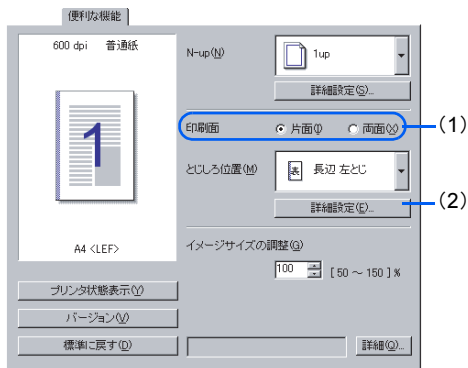 便利な機能
600 dpi 普通紙
1
A4 <LEF>
プリンタ状態表示(Y)
バージョン(V)
標準に戻す(D)
N-up(N)
1up
詳細設定(S)...
印刷面
片面(I)
両面(X)
(1)
とじしろ位置(M)
表
長辺 左とじ
詳細設定(E)...
(2)
イメージサイズの調整(G)
100
[ 50 ～ 150 ] %
詳細(Q)...